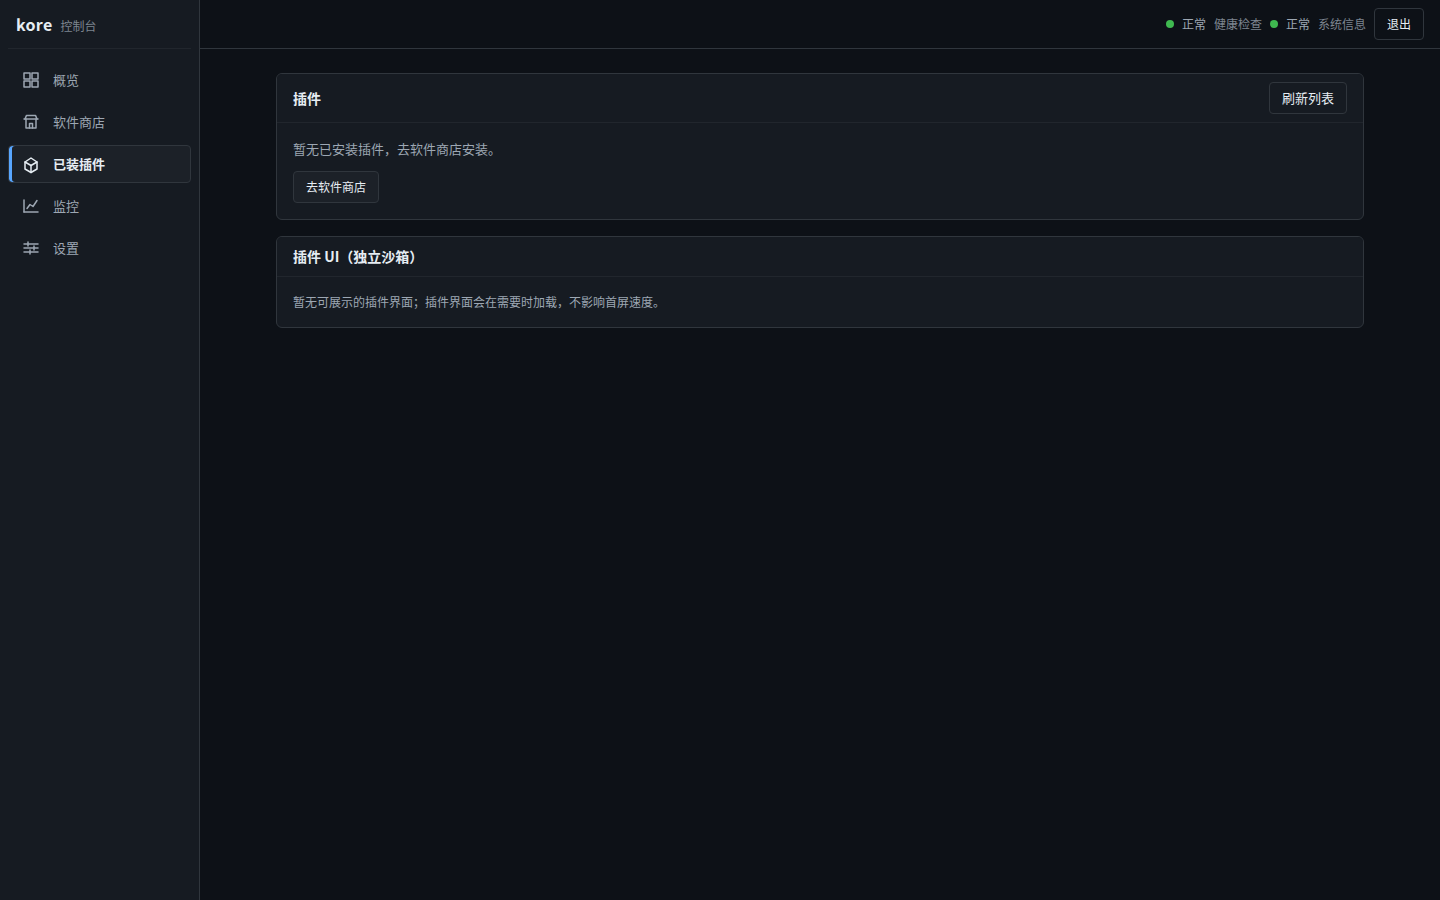 kore 控制台
概览
软件商店
已装插件
监控
设置
正常 健康检查 正常 系统信息 退出
插件
刷新列表
暂无已安装插件，去软件商店安装。
去软件商店
插件 UI（独立沙箱）
暂无可展示的插件界面；插件界面会在需要时加载，不影响首屏速度。